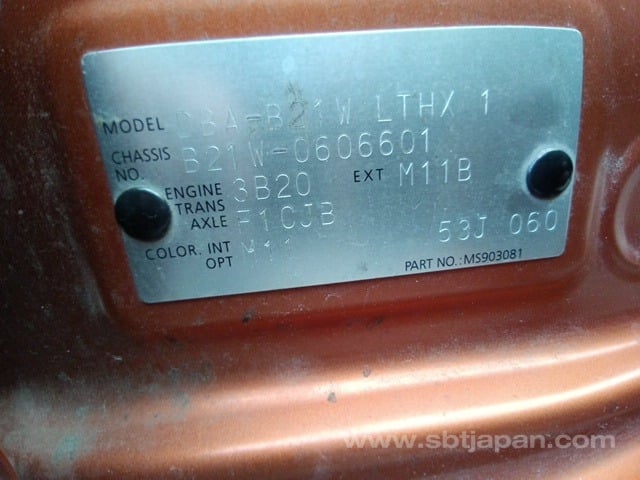 MODEL DBA-B21W LTHX 1
CHASSIS NO. B21W-0606601
ENGINE 3B20 EXT M11B
TRANS AXLE F1CJB
53J 060
COLOR. INT OPT M11
PART NO.: MS903081
www.sbtjapan.com